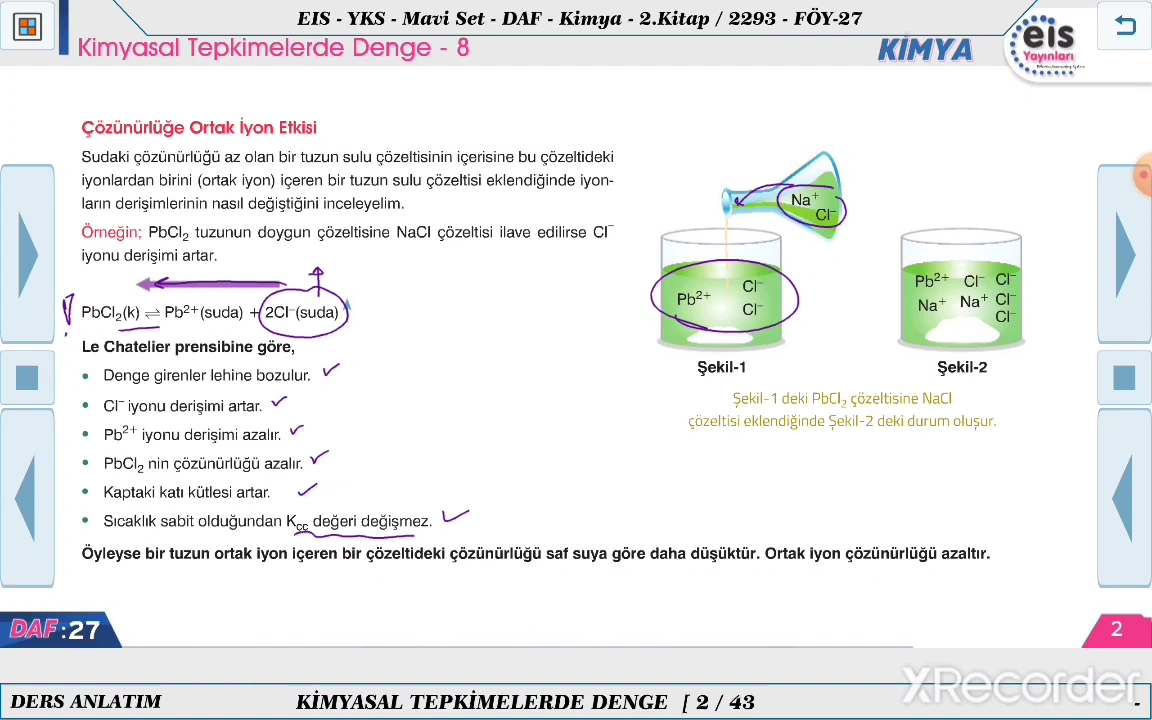 EIS - YKS - Mavi Set - DAF - Kimya - 2.Kitap / 2293 - FÖY-27
Kimyasal Tepkimelerde Denge - 8
KİMYA
eis
Yayınları
Çözünürlüğe Ortak İyon Etkisi
Sudaki çözünürlüğü az olan bir tuzun sulu çözeltisinin içerisine bu çözeltideki
iyonlardan birini (ortak iyon) içeren bir tuzun sulu çözeltisi eklendiğinde iyon-
ların derişimlerinin nasıl değiştiğini inceleyelim.
Örneğin; PbCl₂ tuzunun doygun çözeltisine NaCl çözeltisi ilave edilirse Cl⁻
iyonu derişimi artar.
PbCl₂(k) ⇌ Pb²⁺(suda) + 2Cl⁻(suda)
Le Chatelier prensibine göre,
• Denge girenler lehine bozulur.
• Cl⁻ iyonu derişimi artar.
• Pb²⁺ iyonu derişimi azalır.
• PbCl₂ nin çözünürlüğü azalır.
• Kaptaki katı kütlesi artar.
• Sıcaklık sabit olduğundan Kçç değeri değişmez.
Öyleyse bir tuzun ortak iyon içeren bir çözeltideki çözünürlüğü saf suya göre daha düşüktür. Ortak iyon çözünürlüğü azaltır.
Na⁺
Cl⁻
Pb²⁺
Cl⁻
Cl⁻
Şekil-1
Pb²⁺ Cl⁻ Cl⁻
Na⁺ Na⁺ Cl⁻
Cl⁻
Şekil-2
Şekil-1 deki PbCl₂ çözeltisine NaCl
çözeltisi eklendiğinde Şekil-2 deki durum oluşur.
DAF:27
2
XRecorder
DERS ANLATIM
KİMYASAL TEPKİMELERDE DENGE [ 2 / 43
-